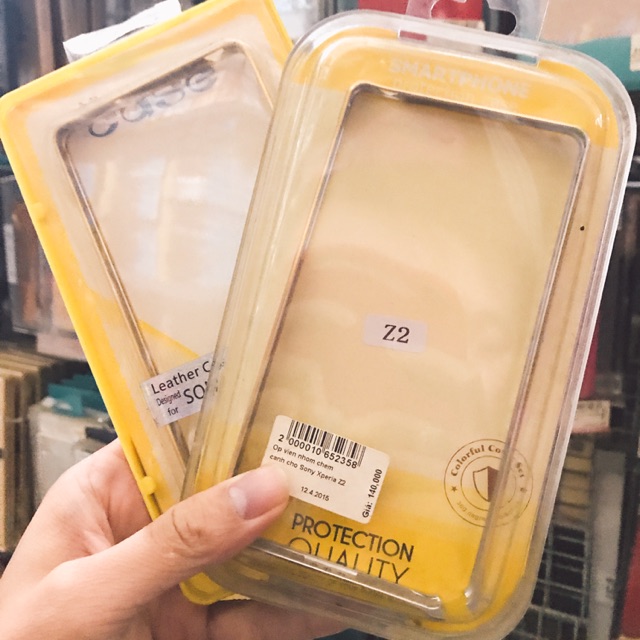 case
Leather C
Designed
for SO
SMARTPHONE
Z2
2 000010 652358
Op vien nhom chem
canh cho Sony Xperia Z2
12.4.2015
Giá: 140,000
PROTECTION
QUALITY